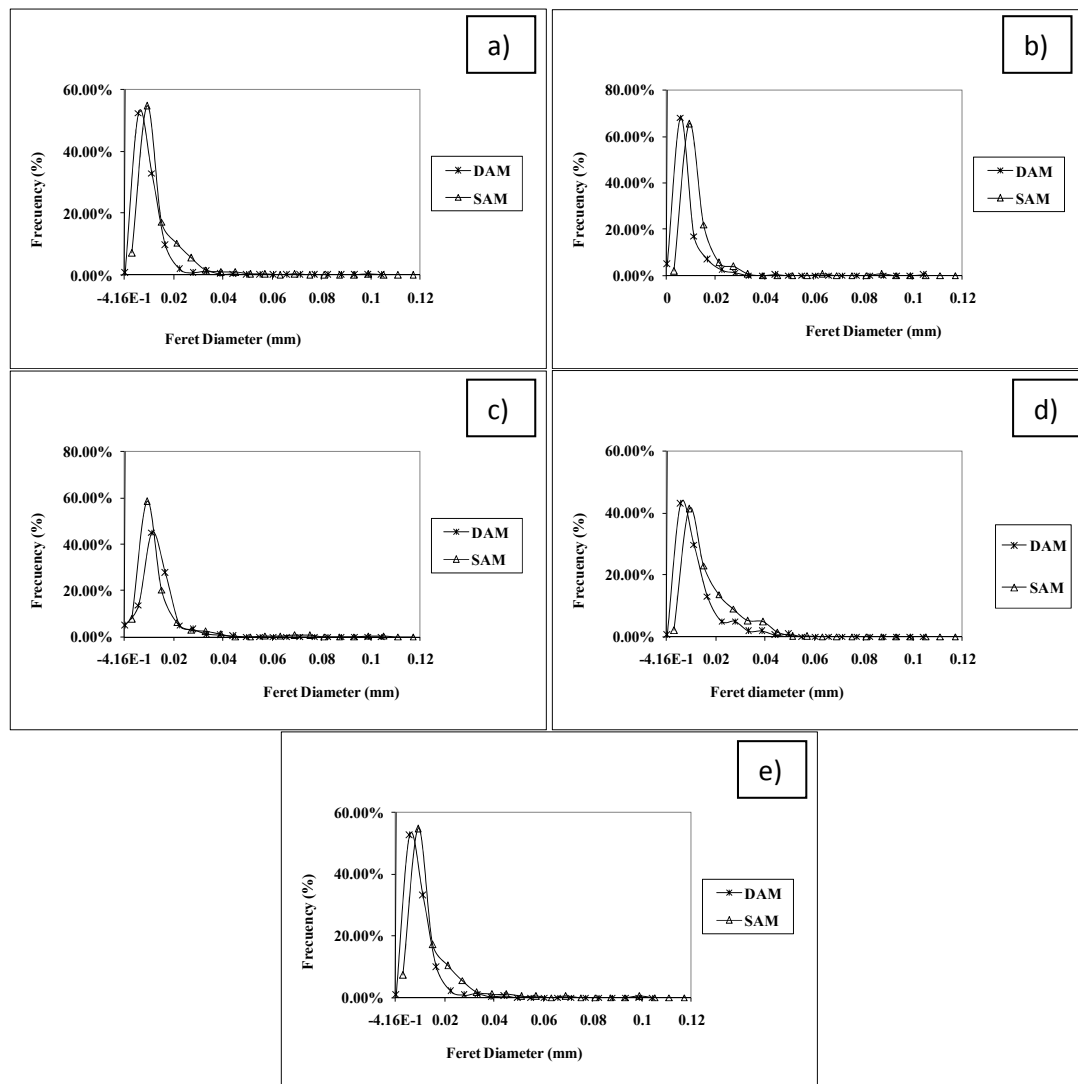 a)
60.00%
40.00%
20.00%
0.00%
-4.16E-1 0.02 0.04 0.06 0.08 0.1 0.12
Frecuency (%)
Feret Diameter (mm)
DAM
SAM
b)
80.00%
60.00%
40.00%
20.00%
0.00%
0 0.02 0.04 0.06 0.08 0.1 0.12
Frecuency (%)
Feret Diameter (mm)
DAM
SAM
c)
80.00%
60.00%
40.00%
20.00%
0.00%
-4.16E-1 0.02 0.04 0.06 0.08 0.1 0.12
Frecuency (%)
Feret Diameter (mm)
DAM
SAM
d)
60.00%
40.00%
20.00%
0.00%
-4.16E-1 0.02 0.04 0.06 0.08 0.1 0.12
Frecuency (%)
Feret diameter (mm)
DAM
SAM
e)
60.00%
40.00%
20.00%
0.00%
-4.16E-1 0.02 0.04 0.06 0.08 0.1 0.12
Frecuency (%)
Feret Diameter (mm)
DAM
SAM